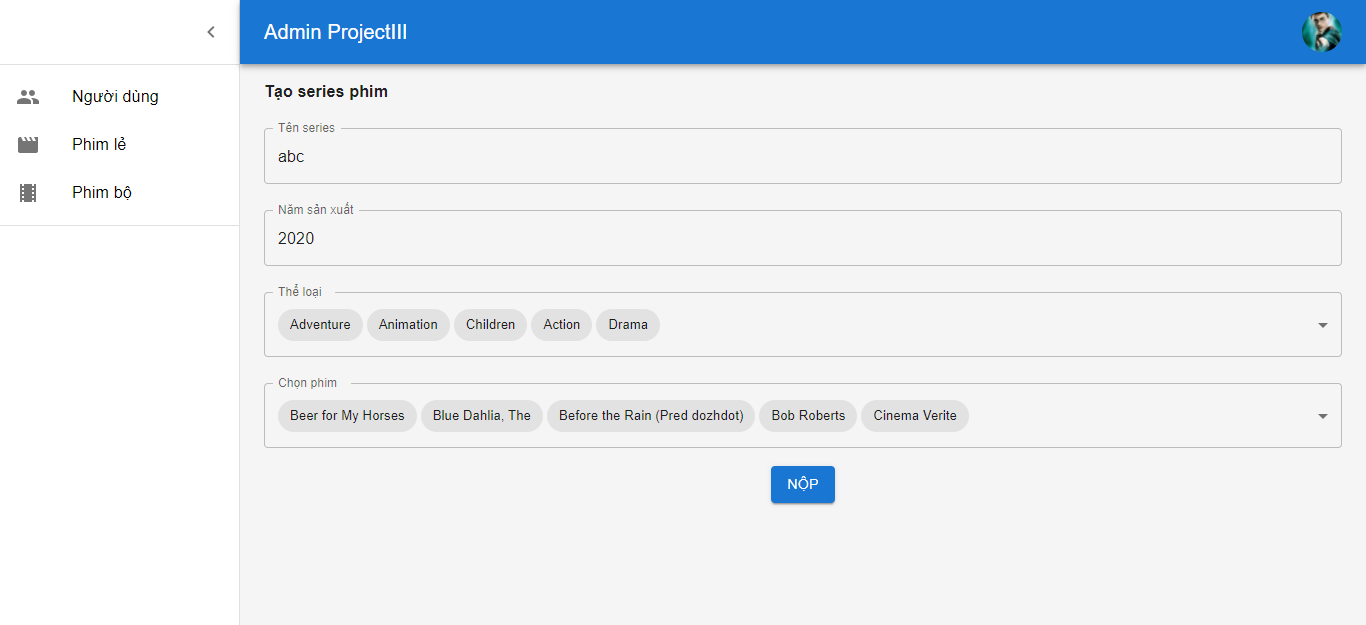 Admin ProjectIII
Người dùng
Phim lẻ
Phim bộ
Tạo series phim
Tên series
abc
Năm sản xuất
2020
Thể loại
Adventure Animation Children Action Drama
Chọn phim
Beer for My Horses Blue Dahlia, The Before the Rain (Pred dozhdot) Bob Roberts Cinema Verite
NỘP